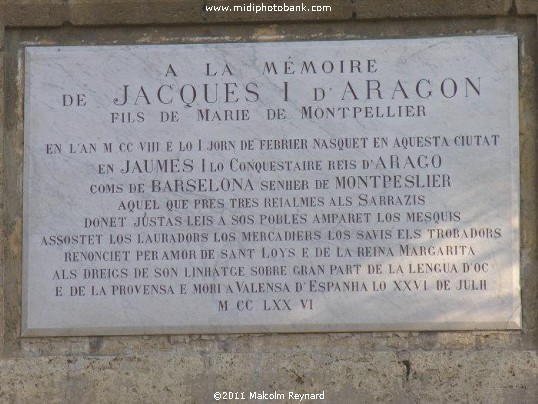 www.midiphotobank.com
A LA MÉMOIRE
DE JACQUES I D'ARAGON
FILS DE MARIE DE MONTPELLIER
EN L'AN M CC VIII E LO I JORN DE FEBRIER NASQUET EN AQUESTA CIUTAT
EN JAUMES I LO CONQUESTAIRE REIS D'ARAGO
COMS DE BARSELONA SENHER DE MONTPESLIER
AQUEL QUE PRES TRES REIALMES ALS SARRAZIS
DONET JUSTAS LEIS A SOS POBLES AMPARET LOS MESQUIS
ASSOSTET LOS LAURADORS LOS MERCADIERS LOS SAVIS ELS TROBADORS
RENONCIET PER AMOR DE SANT LOYS E DE LA REINA MARGARITA
ALS DREIGS DE SON LINHATGE SOBRE GRAN PART DE LA LENGUA D'OC
E DE LA PROVENSA E MORI A VALENSA D'ESPANHA LO XXVI DE JULH
M CC LXX VI
©2011 Malcolm Reynard